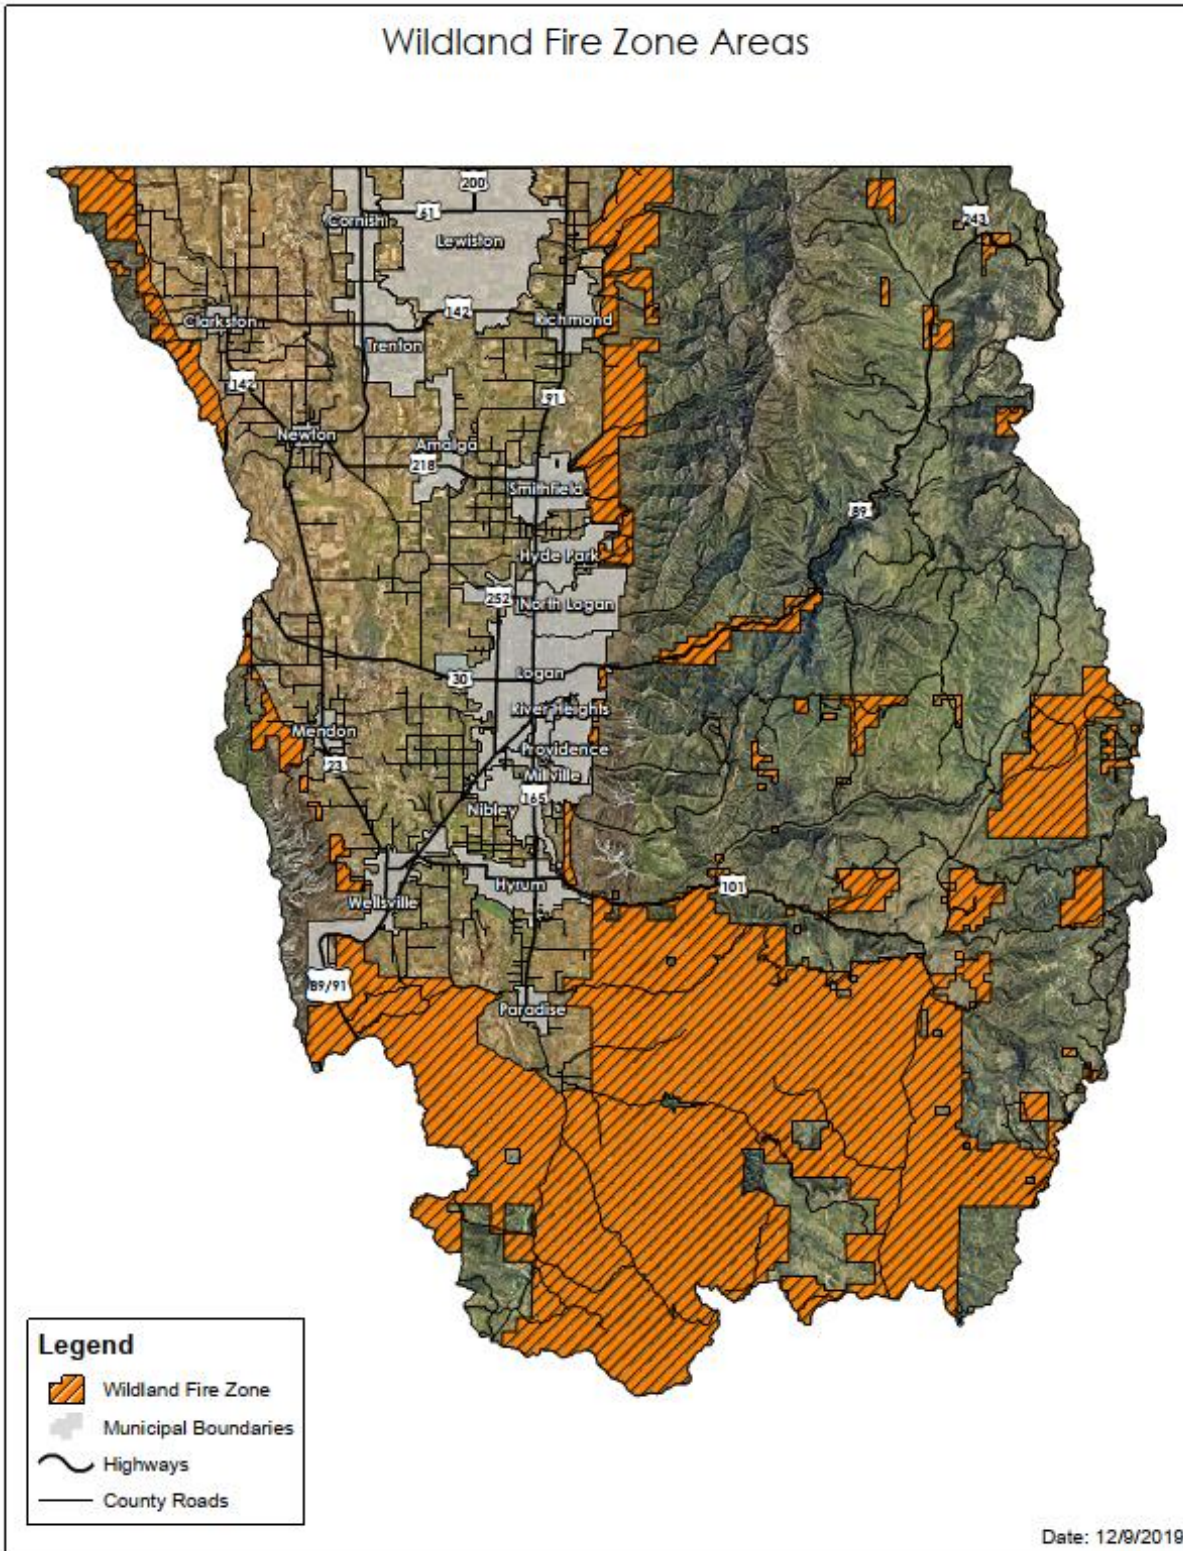 Wildland Fire Zone Areas
200
243
Cornish
61
Lewiston
142
Clarkston
Richmond
Trenton
142
91
Newton
Amalga
218
Smithfield
89
Hyde Park
252
North Logan
Logan
30
River Heights
Mendon
Providence
23
Millville
165
Nibley
Hyrum
101
Wellsville
89/91
Paradise
Legend
Wildland Fire Zone
Municipal Boundaries
Highways
County Roads
Date: 12/9/2019